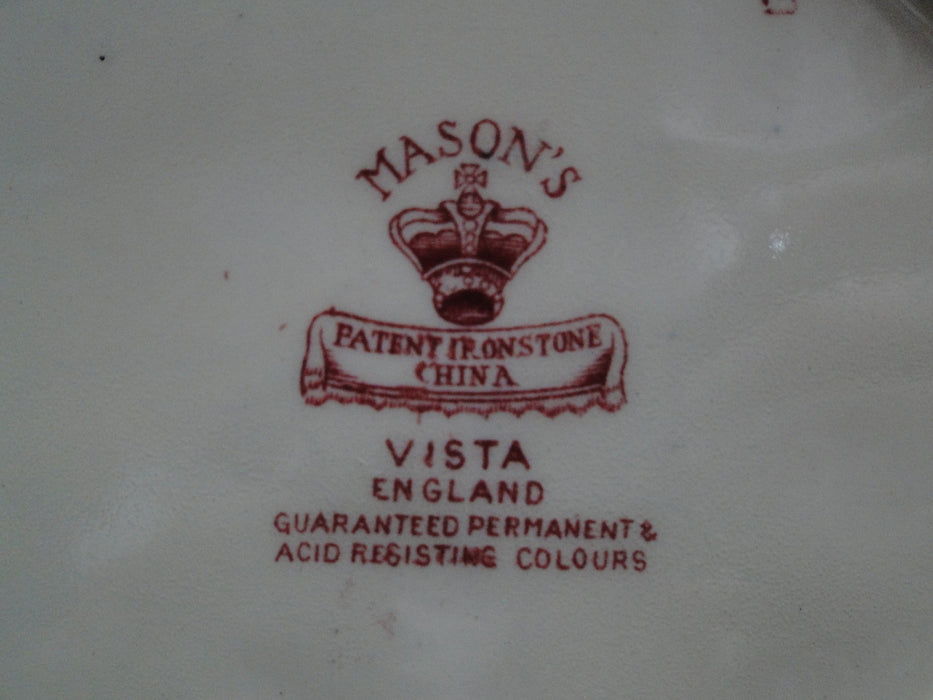 MASON'S
PATENT IRONSTONE
CHINA
VISTA
ENGLAND
GUARANTEED PERMANENT &
ACID RESISTING COLOURS